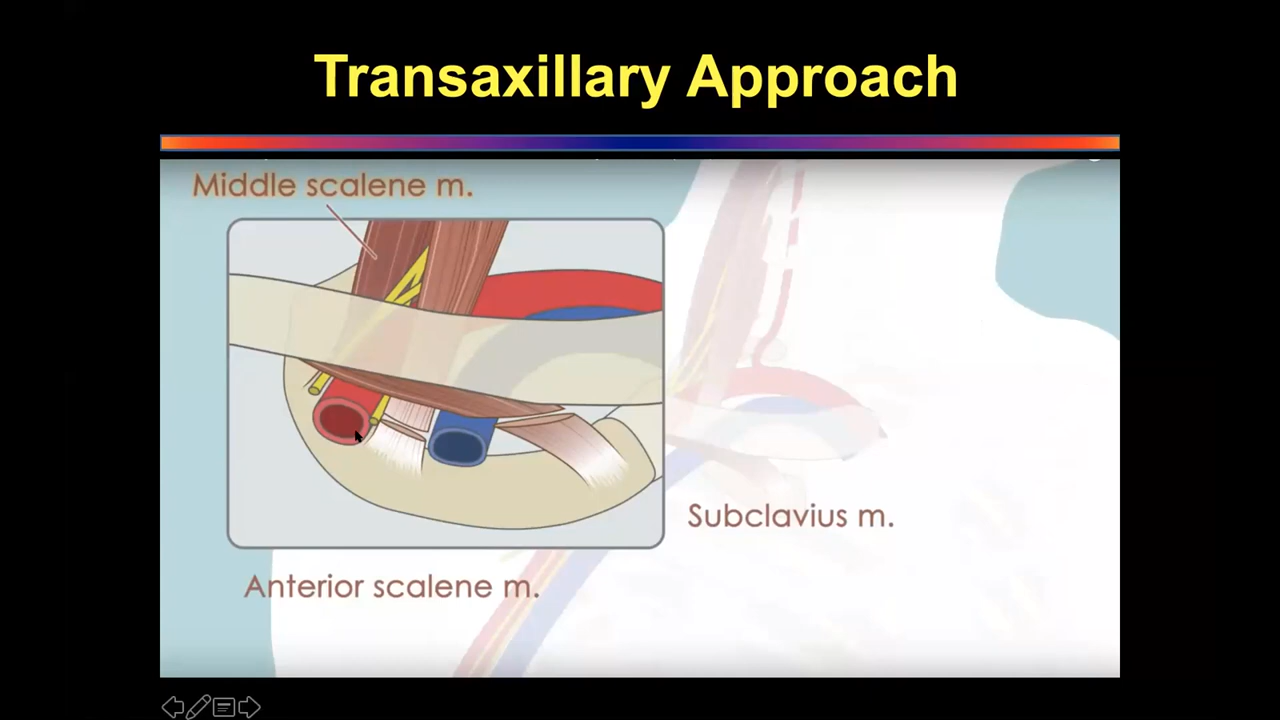 Transaxillary Approach
Middle scalene m.
Subclavius m.
Anterior scalene m.